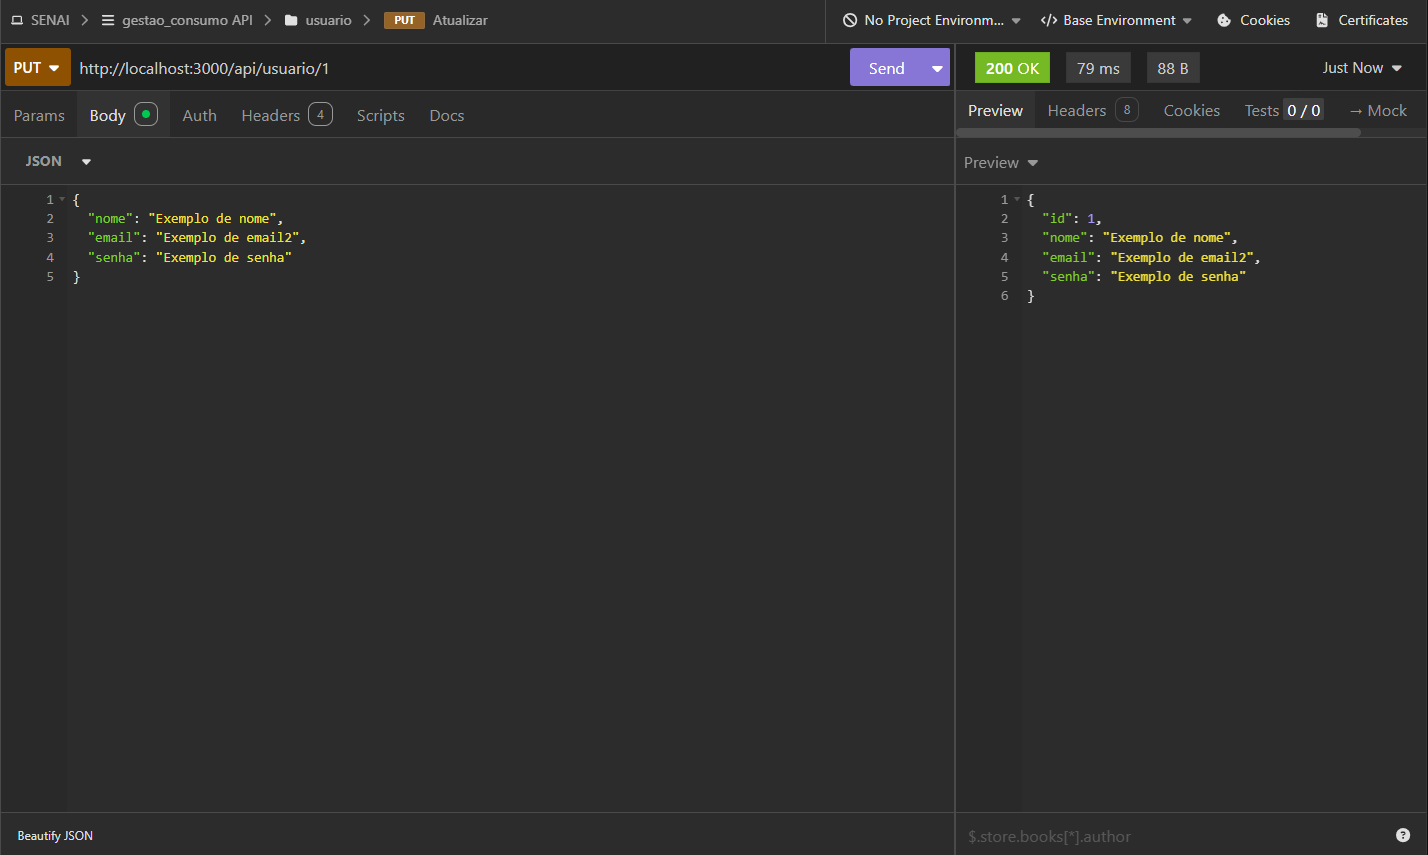 SENAI > gestao_consumo API > usuario > PUT Atualizar
No Project Environm... Base Environment Cookies Certificates
PUT http://localhost:3000/api/usuario/1 Send
200 OK 79 ms 88 B Just Now
Params Body Auth Headers 4 Scripts Docs
Preview Headers 8 Cookies Tests 0 / 0 → Mock
JSON
Preview
1 {
2 "nome": "Exemplo de nome",
3 "email": "Exemplo de email2",
4 "senha": "Exemplo de senha"
5 }
1 {
2 "id": 1,
3 "nome": "Exemplo de nome",
4 "email": "Exemplo de email2",
5 "senha": "Exemplo de senha"
6 }
Beautify JSON
$.store.books[*].author